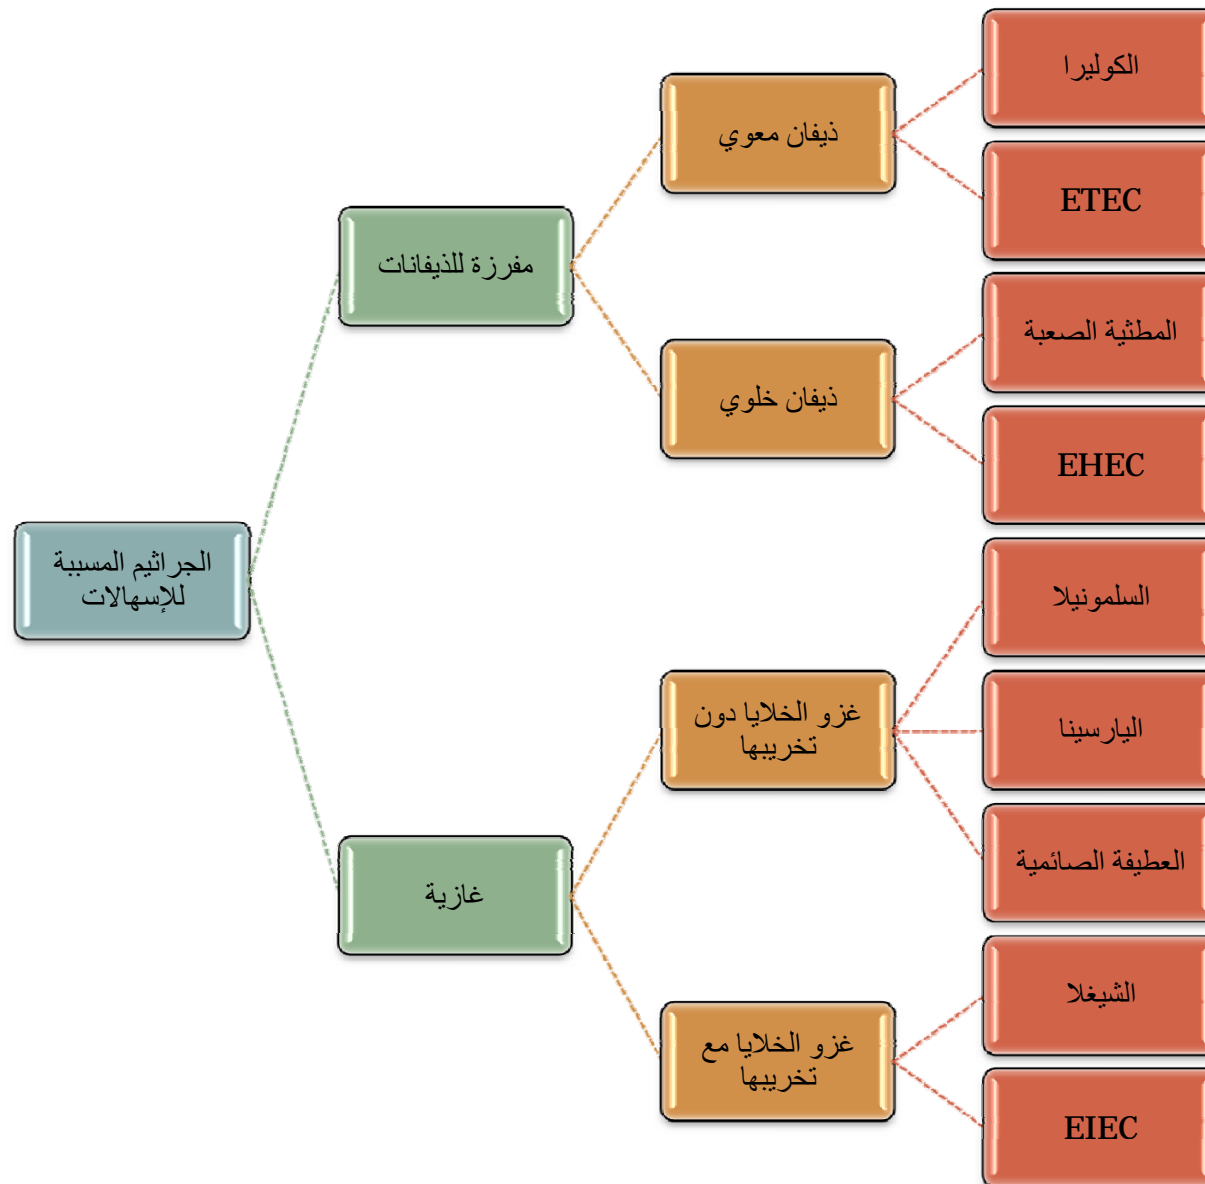 الجراثيم المسببة
للإسهالات
مفرزة للذيفانات
غازية
ذيفان معوي
ذيفان خلوي
غزو الخلايا دون
تخريبها
غزو الخلايا مع
تخريبها
الكوليرا
ETEC
المطثية الصعبة
EHEC
السلمونيلا
اليارسينا
العطيفة الصائمية
الشيغلا
EIEC